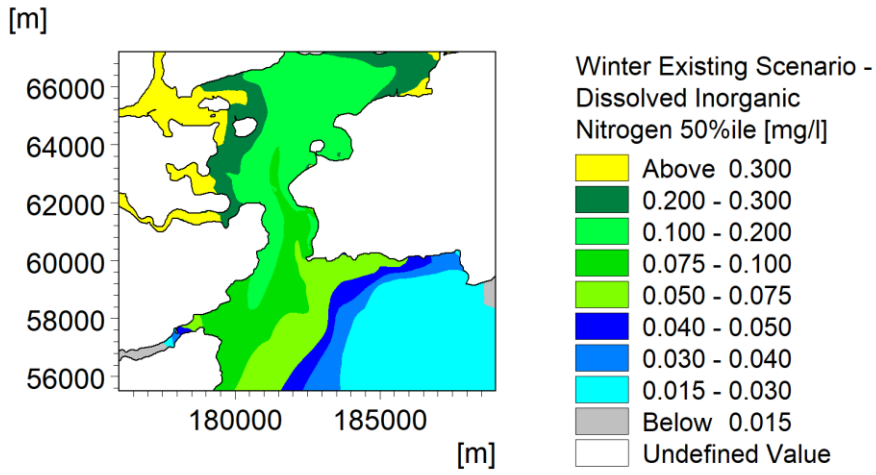 [m]
66000
64000
62000
60000
58000
56000
180000 185000
[m]
Winter Existing Scenario -
Dissolved Inorganic
Nitrogen 50%ile [mg/l]
Above 0.300
0.200 - 0.300
0.100 - 0.200
0.075 - 0.100
0.050 - 0.075
0.040 - 0.050
0.030 - 0.040
0.015 - 0.030
Below 0.015
Undefined Value